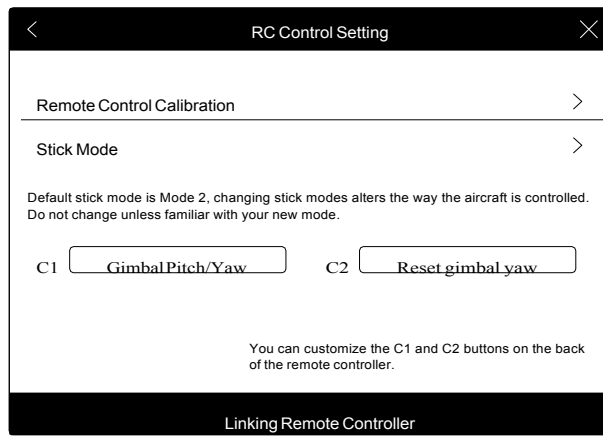 RC Control Setting
Remote Control Calibration
Stick Mode
Default stick mode is Mode 2, changing stick modes alters the way the aircraft is controlled.
Do not change unless familiar with your new mode.
C1 Gimbal Pitch/Yaw C2 Reset gimbal yaw
You can customize the C1 and C2 buttons on the back
of the remote controller.
Linking Remote Controller